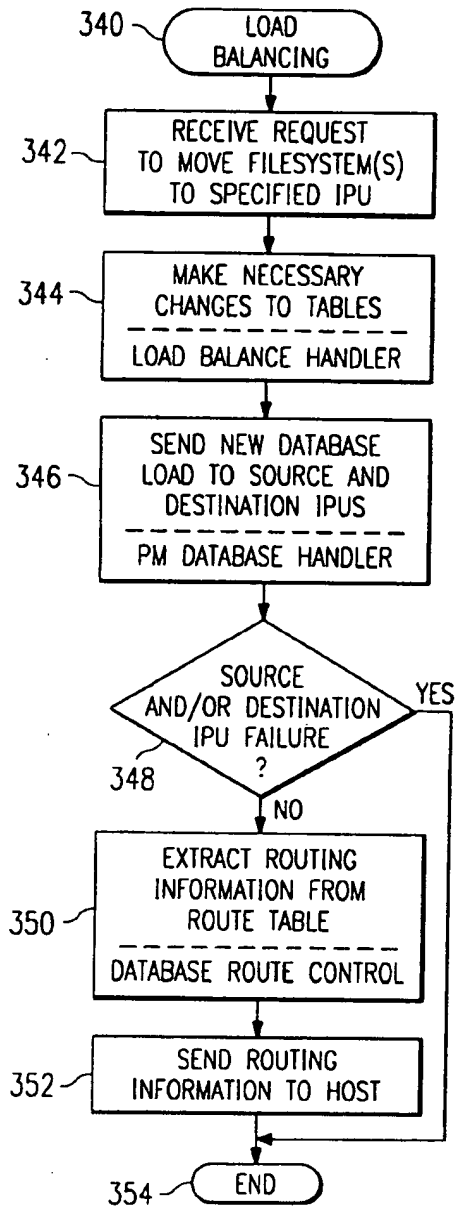 340
LOAD
BALANCING
342
RECEIVE REQUEST
TO MOVE FILESYSTEM(S)
TO SPECIFIED IPU
344
MAKE NECESSARY
CHANGES TO TABLES
LOAD BALANCE HANDLER
346
SEND NEW DATABASE
LOAD TO SOURCE AND
DESTINATION IPUS
PM DATABASE HANDLER
SOURCE
AND/OR DESTINATION
IPU FAILURE
?
348
YES
NO
350
EXTRACT ROUTING
INFORMATION FROM
ROUTE TABLE
DATABASE ROUTE CONTROL
352
SEND ROUTING
INFORMATION TO HOST
354
END